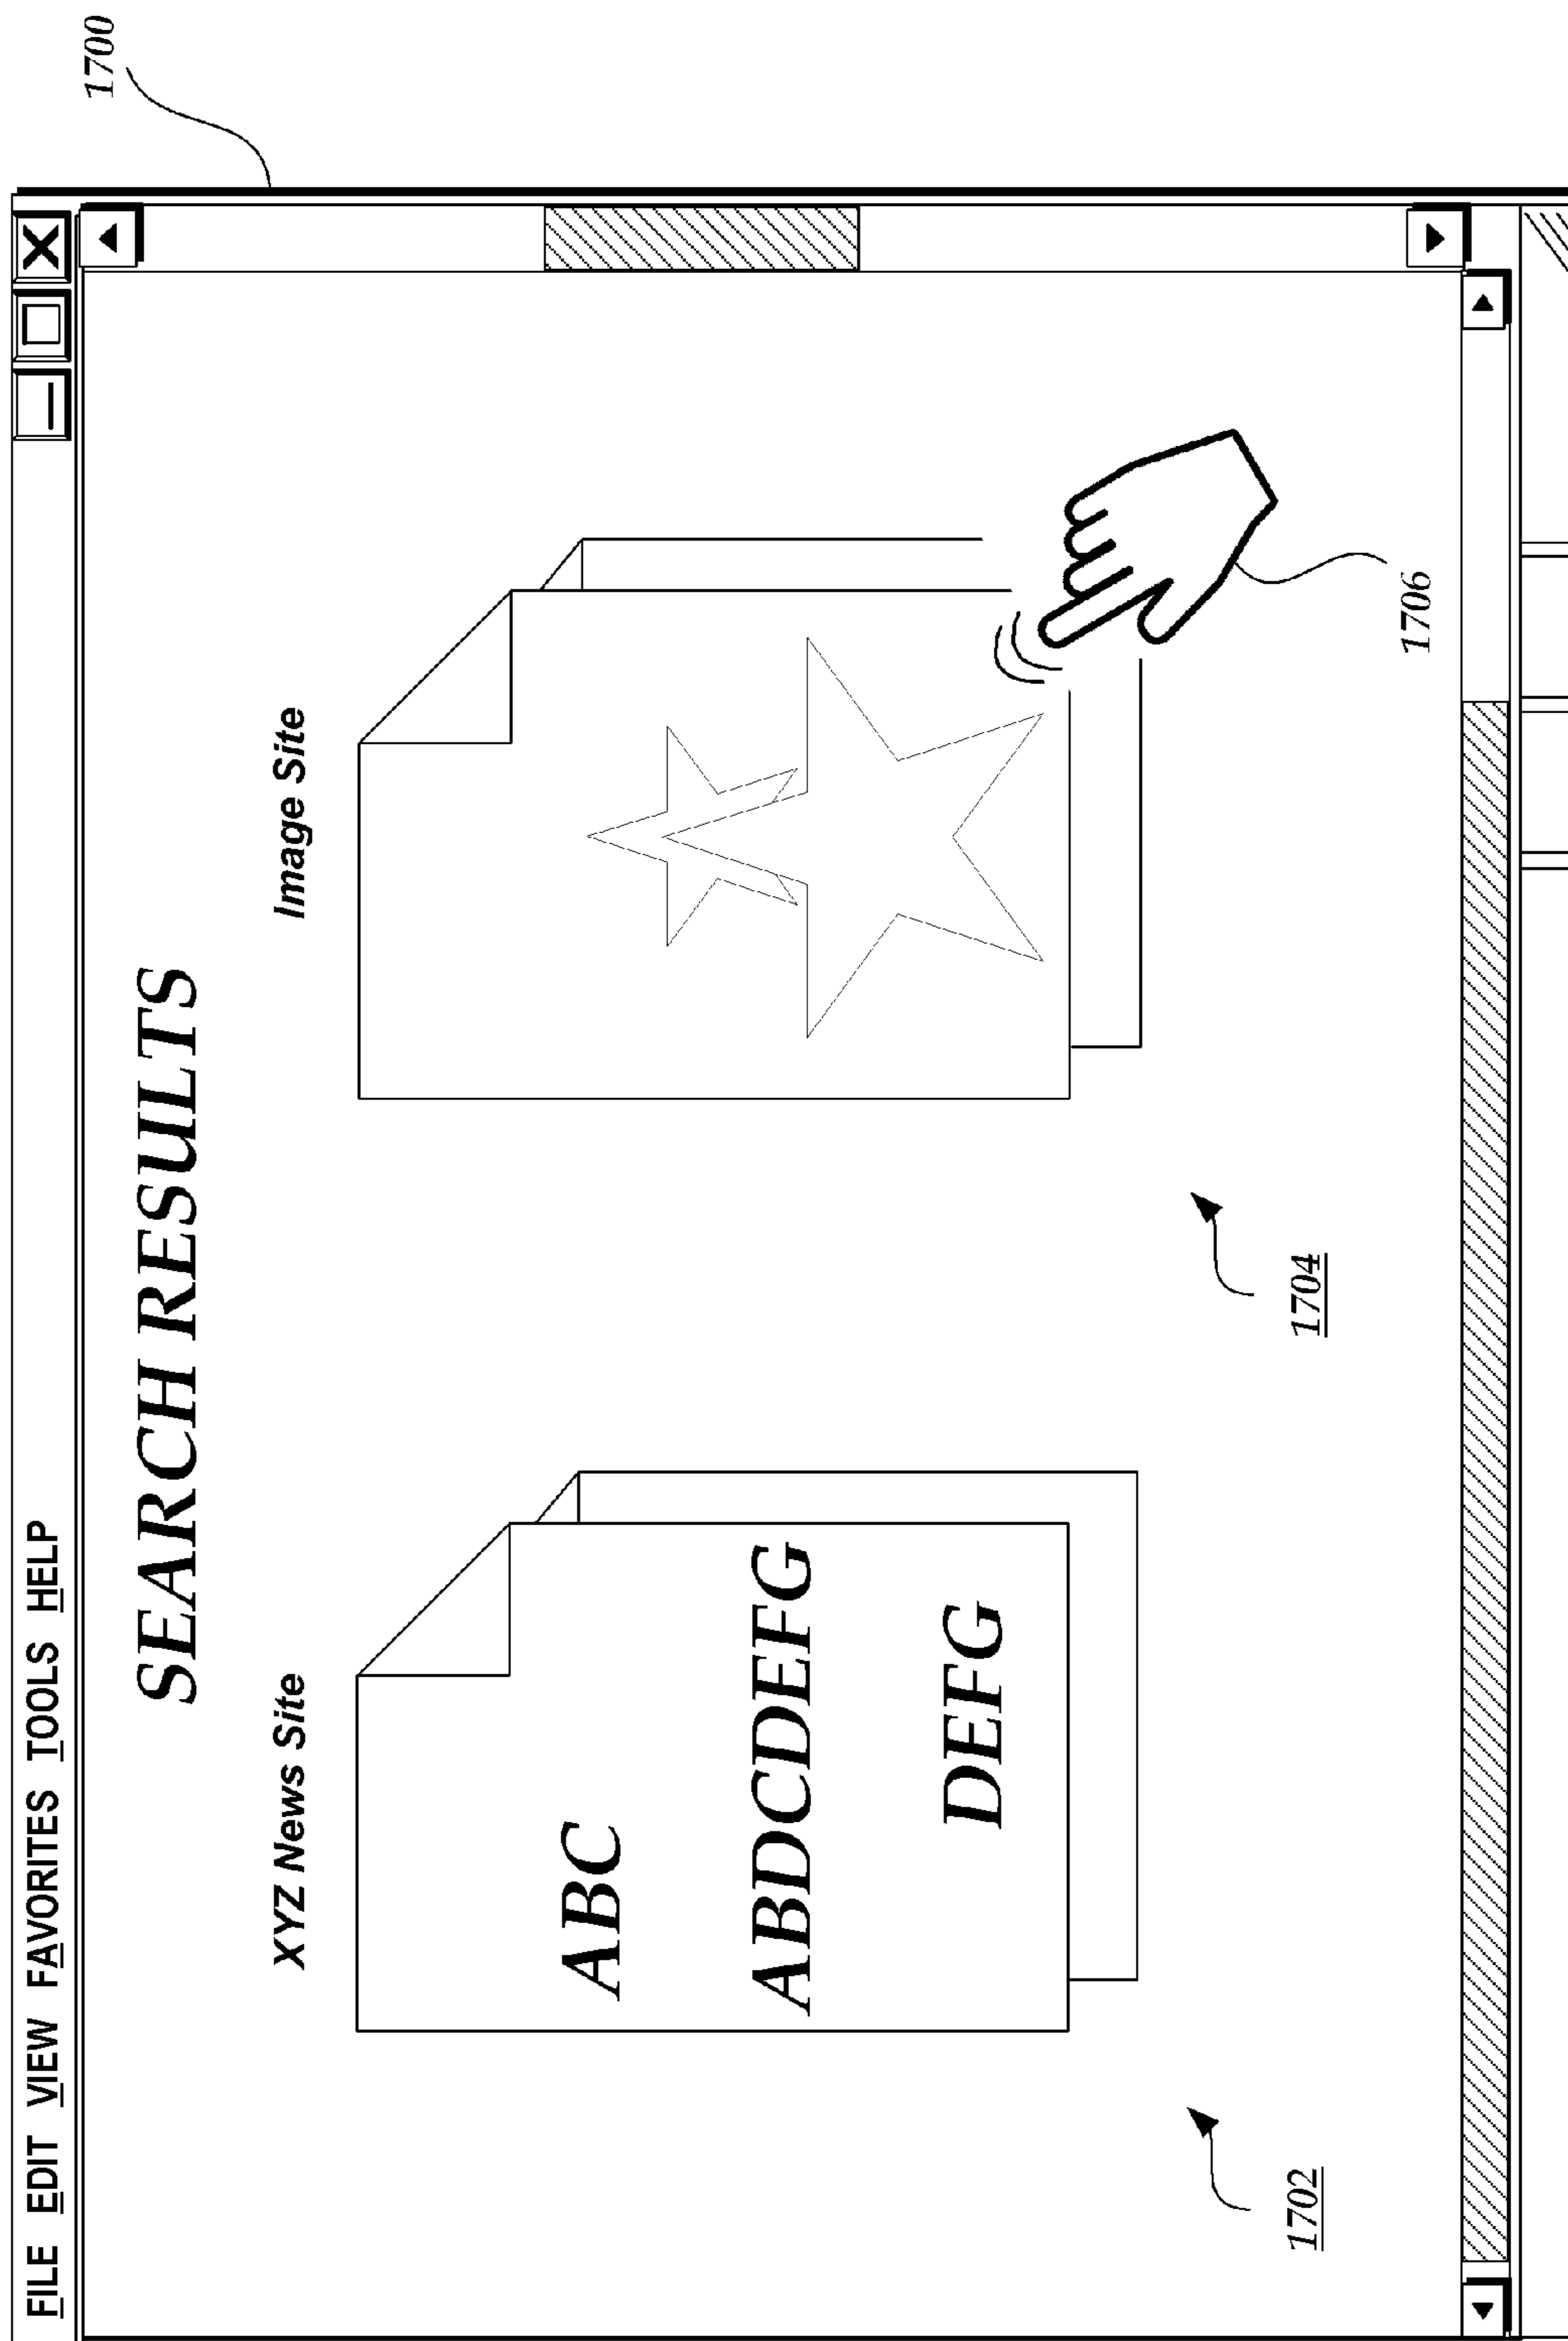 1700
FILE EDIT VIEW FAVORITES TOOLS HELP
SEARCH RESULTS
XYZ News Site
Image Site
ABC
ABDCDEFG
DEFG
1702
1704
1706